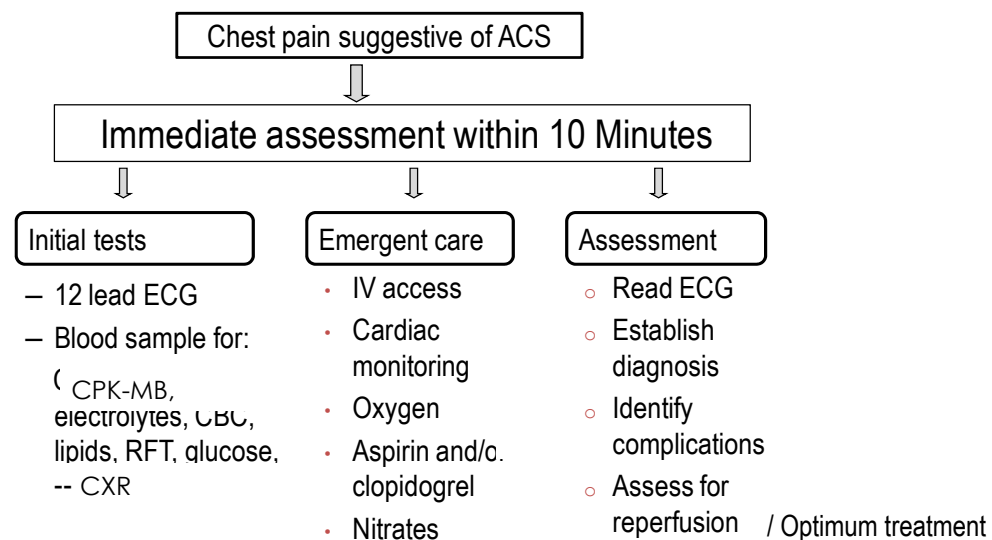 Chest pain suggestive of ACS
Immediate assessment within 10 Minutes
Initial tests
– 12 lead ECG
– Blood sample for:
CPK-MB,
electrolytes, CBC,
lipids, RFT, glucose,
-- CXR
Emergent care
• IV access
• Cardiac
monitoring
• Oxygen
• Aspirin and/o.
clopidogrel
• Nitrates
Assessment
○ Read ECG
○ Establish
diagnosis
○ Identify
complications
○ Assess for
reperfusion / Optimum treatment